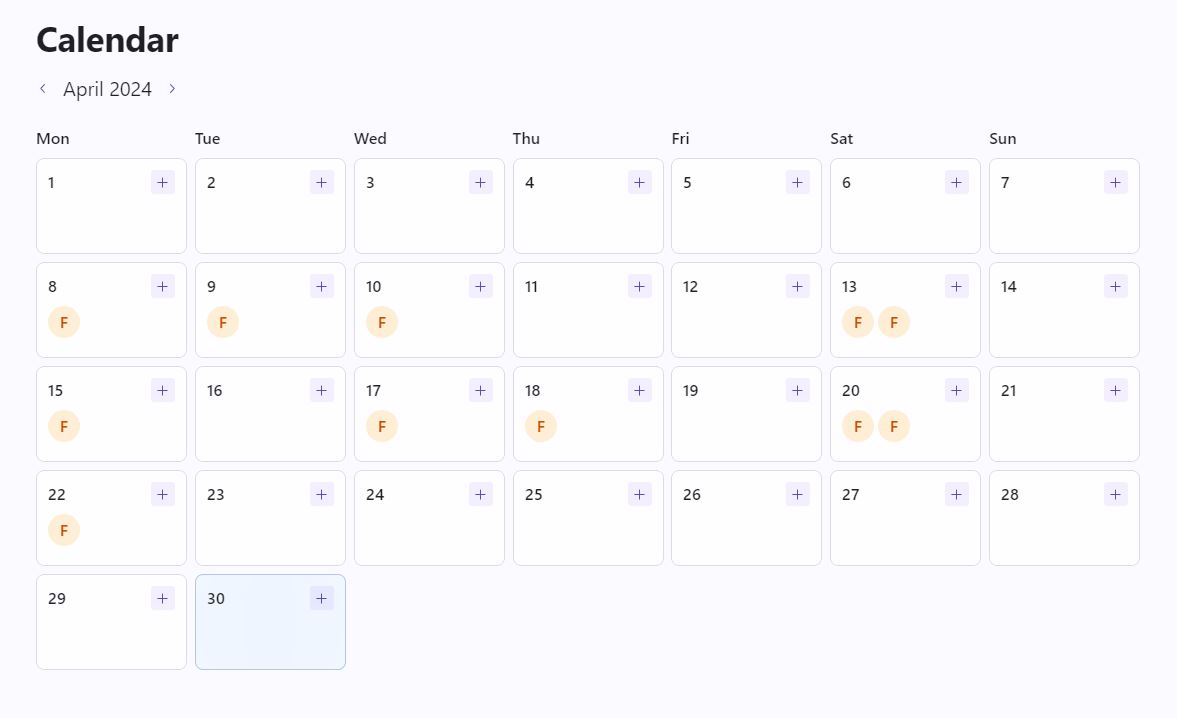 Calendar
< April 2024 >
Mon Tue Wed Thu Fri Sat Sun
1 + 2 + 3 + 4 + 5 + 6 + 7 +
8 + 9 + 10 + 11 + 12 + 13 + 14 +
F F F F F
15 + 16 + 17 + 18 + 19 + 20 + 21 +
F F F F F
22 + 23 + 24 + 25 + 26 + 27 + 28 +
F
29 + 30 +